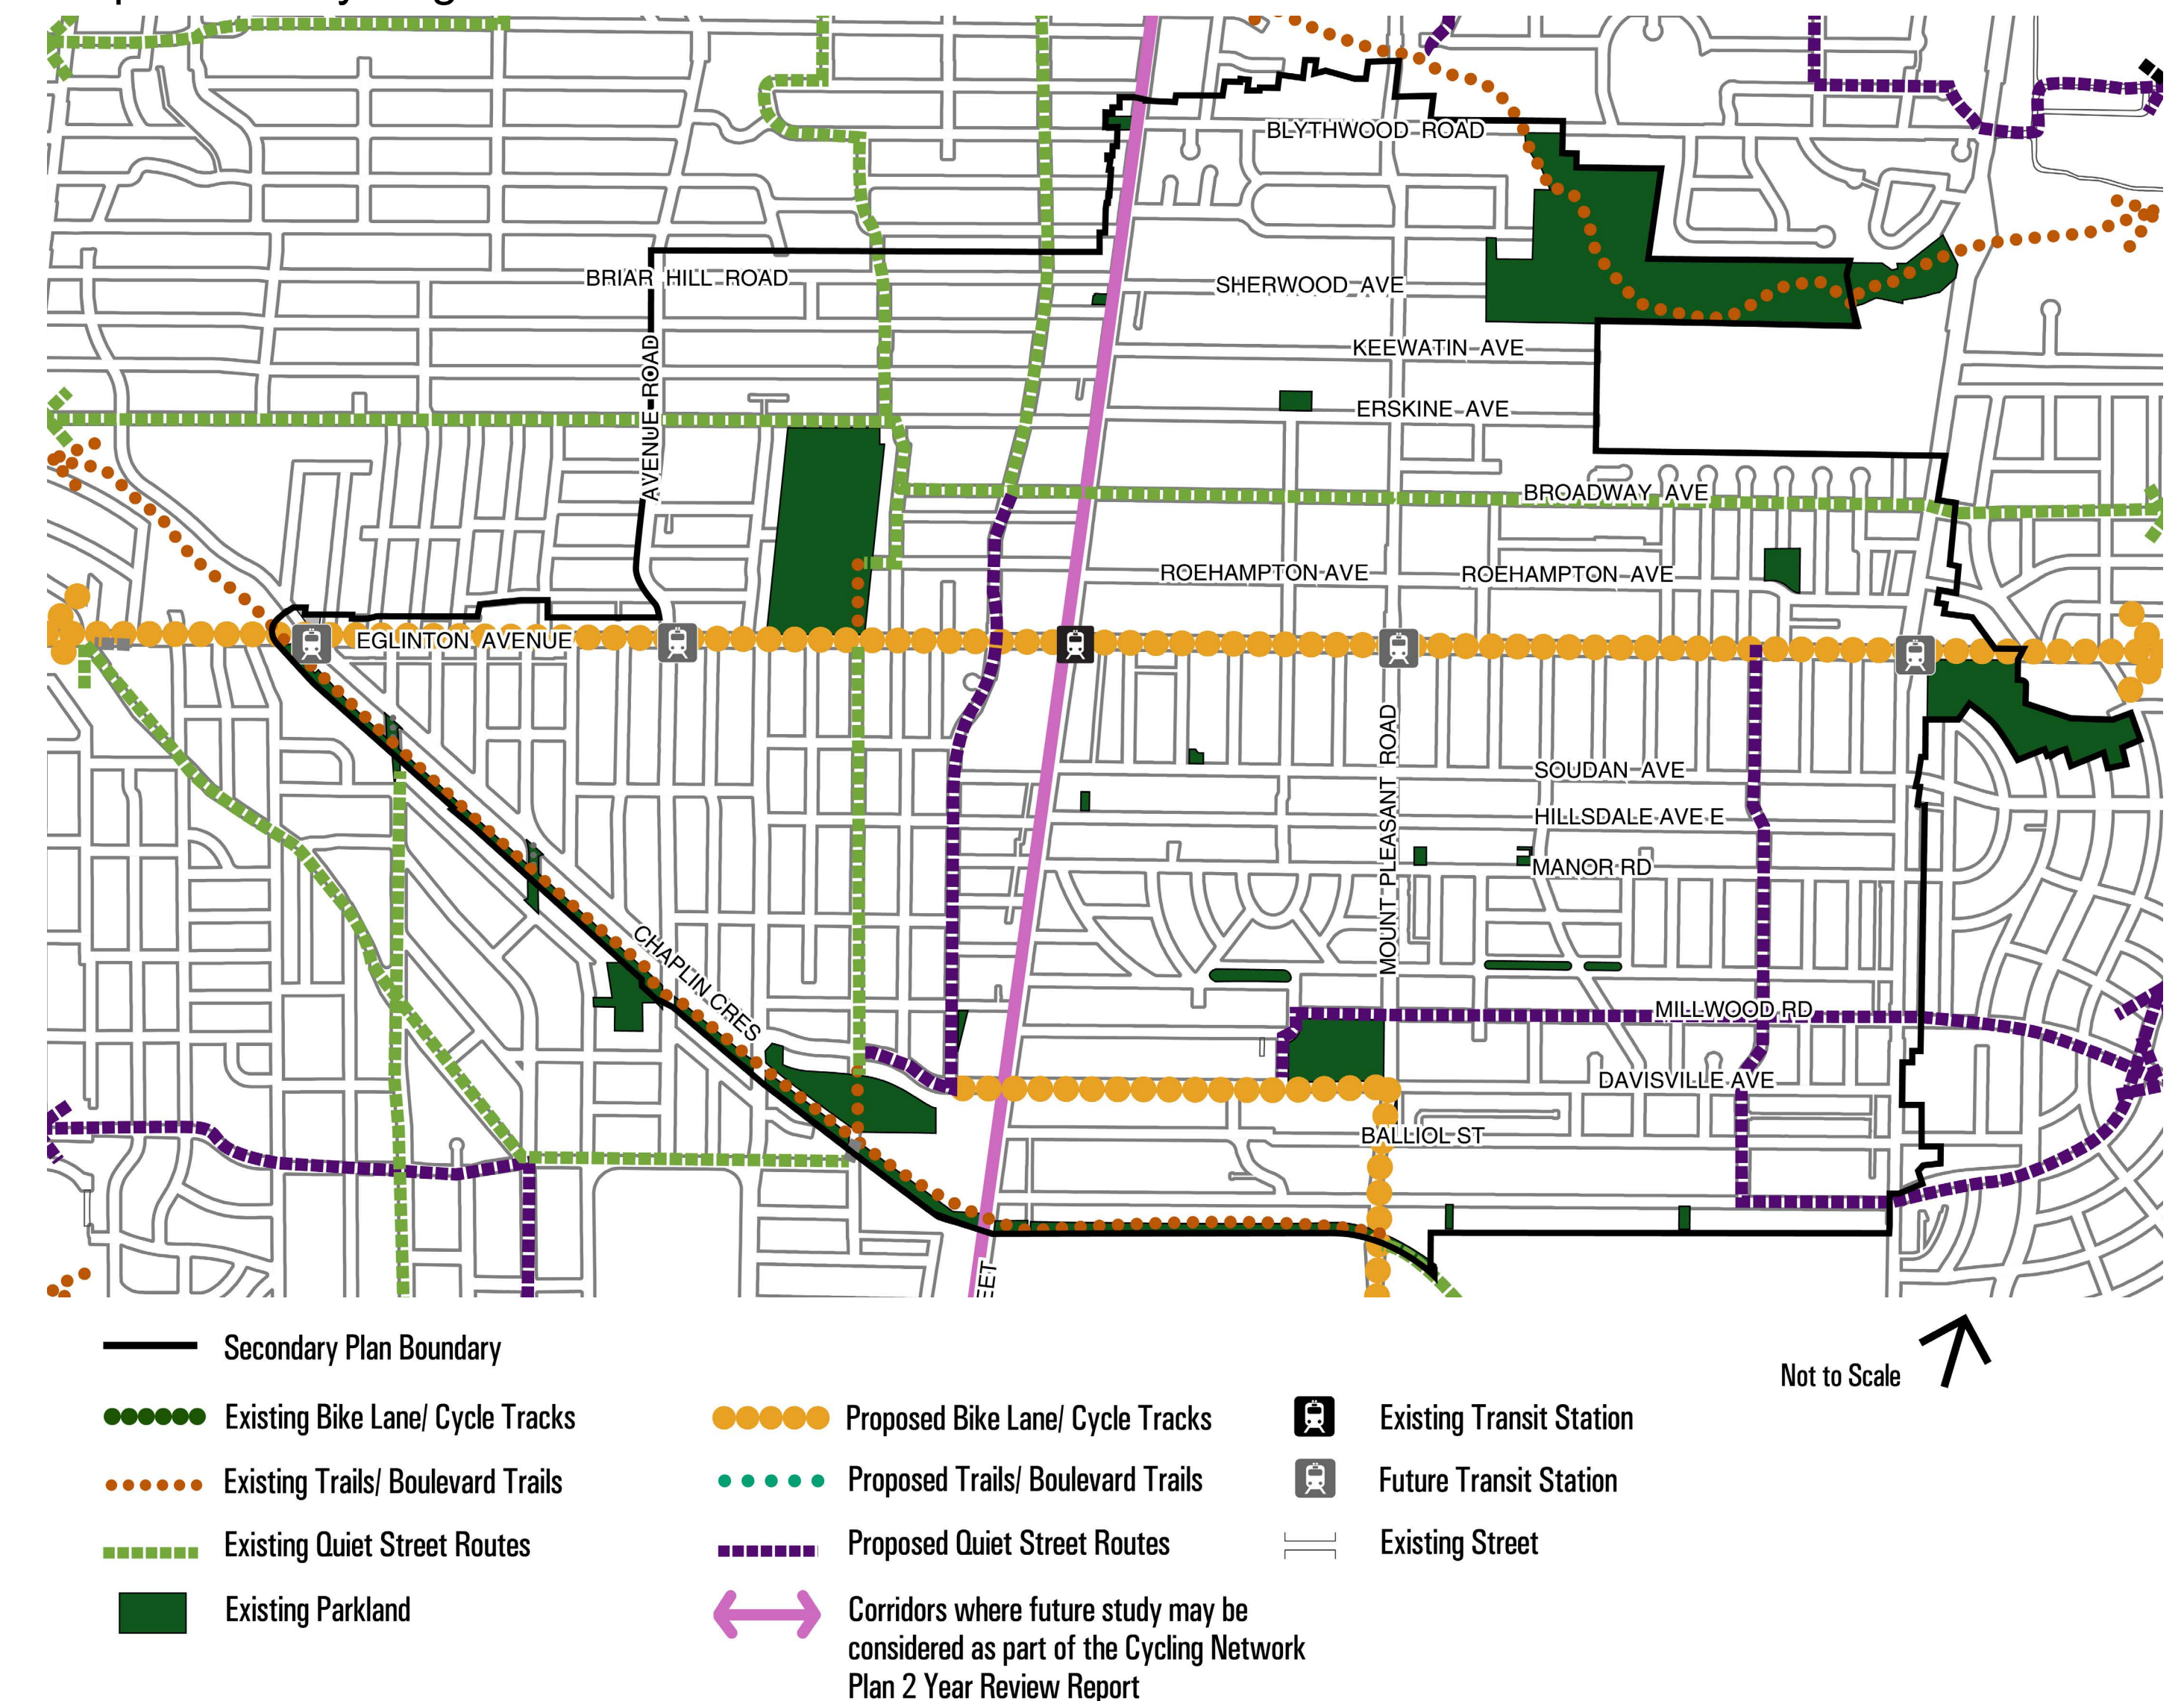 BLYTHWOOD ROAD
BRIAR HILL ROAD
SHERWOOD AVE
AVENUE ROAD
KEEWATIN AVE
ERSKINE AVE
BROADWAY AVE
ROEHAMPTON AVE
ROEHAMPTON AVE
EGLINTON AVENUE
MOUNT PLEASANT ROAD
SOUDAN AVE
HILLSDALE AVE E
MANOR RD
CHAPLIN CRES
MILLWOOD RD
DAVISVILLE AVE
BALLIOL ST
EET
Secondary Plan Boundary
Not to Scale
Existing Bike Lane/ Cycle Tracks
Proposed Bike Lane/ Cycle Tracks
Existing Transit Station
Existing Trails/ Boulevard Trails
Proposed Trails/ Boulevard Trails
Future Transit Station
Existing Quiet Street Routes
Proposed Quiet Street Routes
Existing Street
Existing Parkland
Corridors where future study may be
considered as part of the Cycling Network
Plan 2 Year Review Report